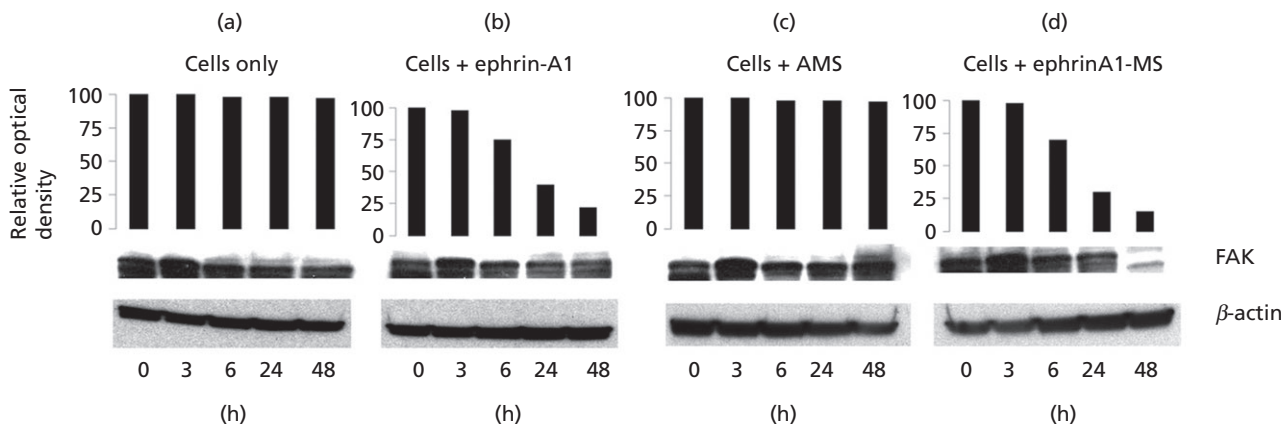 (a) (b) (c) (d)
Cells only Cells + ephrin-A1 Cells + AMS Cells + ephrinA1-MS
Relative optical
density
100 100 100 100
75 75 75 75
50 50 50 50
25 25 25 25
0 0 0 0
FAK
β-actin
0 3 6 24 48 0 3 6 24 48 0 3 6 24 48 0 3 6 24 48
(h) (h) (h) (h)